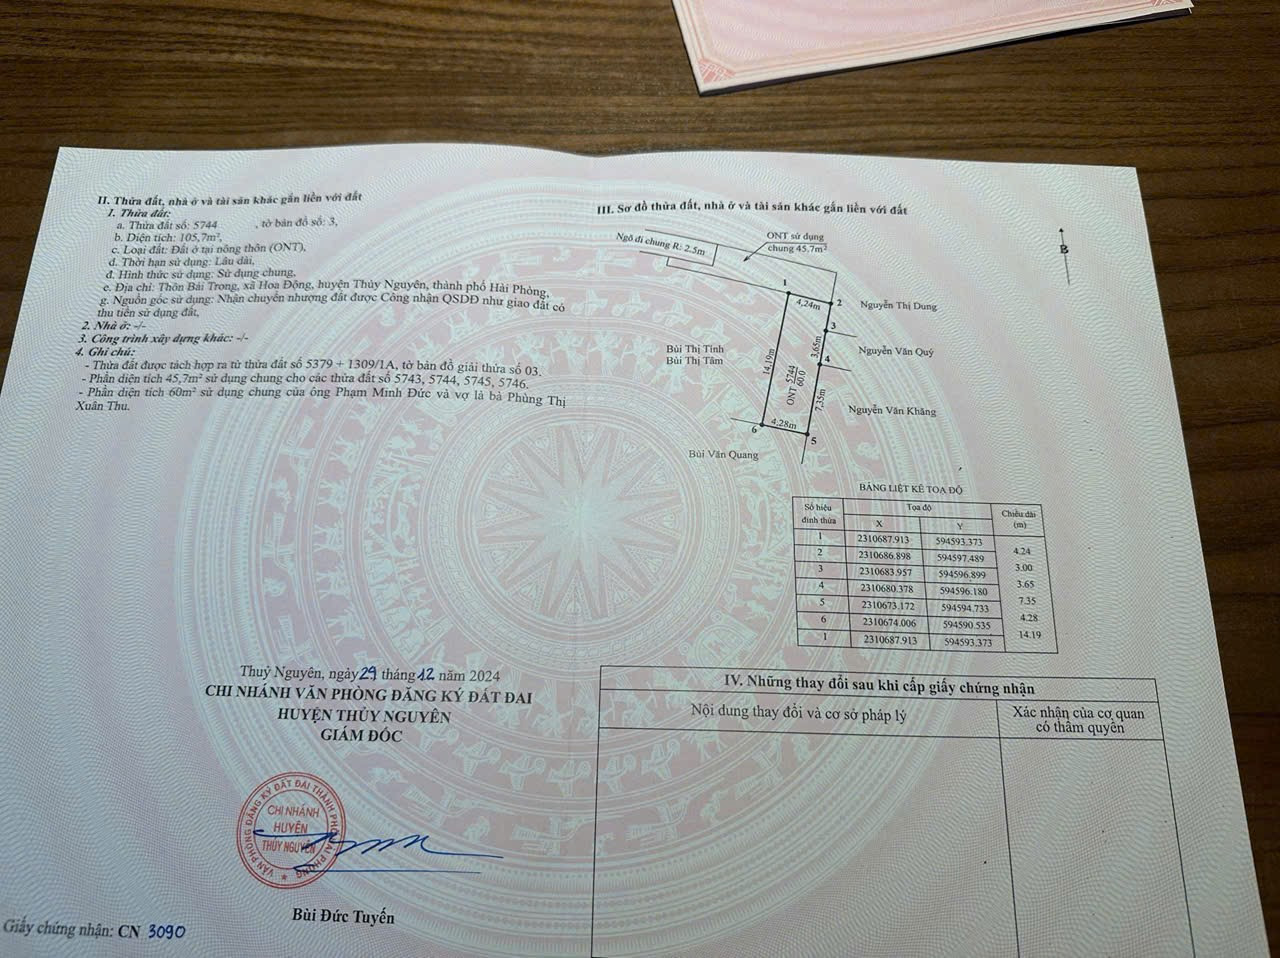 II. Thửa đất, nhà ở và tài sản khác gắn liền với đất
1. Thửa đất:
a. Thửa đất số: 5744 , tờ bản đồ số: 3,
b. Diện tích: 105,7m²,
c. Loại đất: Đất ở tại nông thôn (ONT),
d. Thời hạn sử dụng: Lâu dài,
đ. Hình thức sử dụng: Sử dụng chung,
e. Địa chỉ: Thôn Bái Trong, xã Hoa Động, huyện Thủy Nguyên, thành phố Hải Phòng,
g. Nguồn gốc sử dụng: Nhận chuyển nhượng đất được Công nhận QSDĐ như giao đất có
thu tiền sử dụng đất,
2. Nhà ở: -/-
3. Công trình xây dựng khác: -/-
4. Ghi chú:
- Thửa đất được tách hợp ra từ thửa đất số 5379 + 1309/1A, tờ bản đồ giải thửa số 03.
- Phần diện tích 45,7m² sử dụng chung cho các thửa đất số 5743, 5744, 5745, 5746.
- Phần diện tích 60m² sử dụng chung của ông Phạm Minh Đức và vợ là bà Phùng Thị
Xuân Thu.
Thuỷ Nguyên, ngày 29 tháng 12 năm 2024
CHI NHÁNH VĂN PHÒNG ĐĂNG KÝ ĐẤT ĐAI
HUYỆN THỦY NGUYÊN
GIÁM ĐỐC
VĂN PHÒNG ĐĂNG KÝ ĐẤT ĐAI THÀNH PHỐ HẢI PHÒNG
CHI NHÁNH
HUYỆN
THỦY NGUYÊN
Bùi Đức Tuyến
Giấy chứng nhận: CN 3090
III. Sơ đồ thửa đất, nhà ở và tài sản khác gắn liền với đất
Ngõ đi chung R: 2.5m
ONT sử dụng
chung 45.7m²
B
1
4,24m
2
Nguyễn Thị Dung
3
3,65m
Nguyễn Văn Quý
Bùi Thị Tính
Bùi Thị Tâm
14,19m
4
ONT 5744
60.0
7,35m
Nguyễn Văn Khăng
6
4,28m
5
Bùi Văn Quang
BẢNG LIỆT KÊ TỌA ĐỘ
Số hiệu đỉnh thửa Tọa độ Chiều dài (m)
X Y
1 2310687.913 594593.373
4.24
2 2310686.898 594597.489
3.00
3 2310683.957 594596.899
3.65
4 2310680.378 594596.180
7.35
5 2310673.172 594594.733
4.28
6 2310674.006 594590.535
14.19
1 2310687.913 594593.373
IV. Những thay đổi sau khi cấp giấy chứng nhận
Nội dung thay đổi và cơ sở pháp lý
Xác nhận của cơ quan
có thẩm quyền